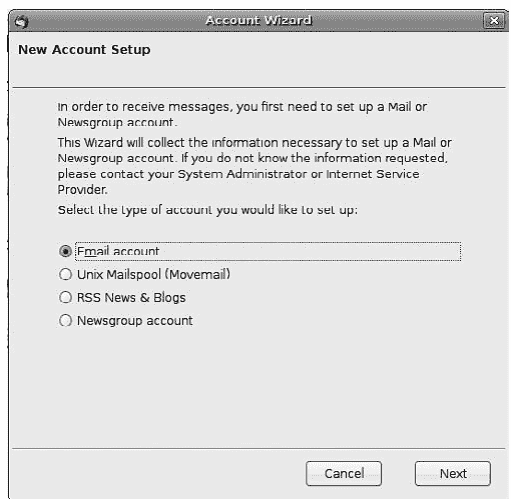 Account Wizard
New Account Setup
In order to receive messages, you first need to set up a Mail or
Newsgroup account.
This Wizard will collect the information necessary to set up a Mail or
Newsgroup account. If you do not know the information requested,
please contact your System Administrator or Internet Service
Provider.
Select the type of account you would like to set up:
Email account
Unix Mailspool (Movemail)
RSS News & Blogs
Newsgroup account
Cancel
Next